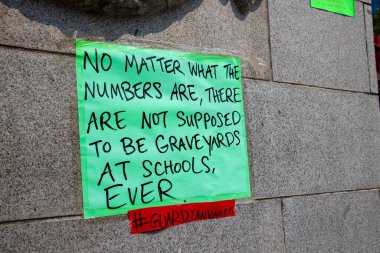 NO MATTER WHAT THE
NUMBERS ARE, THERE
ARE NOT SUPPOSED
TO BE GRAVEYARDS
AT SCHOOLS,
EVER.